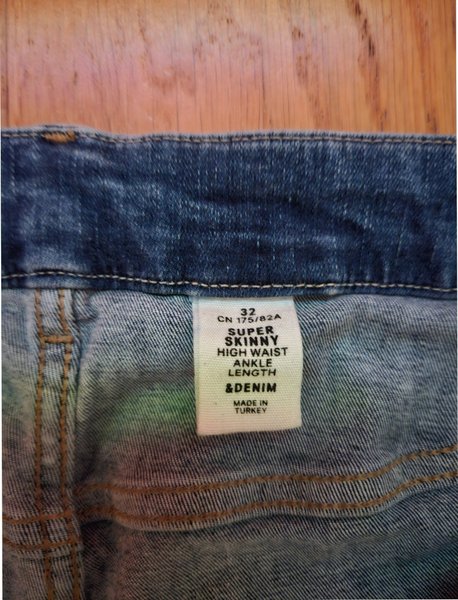 32
CN 175/82A
SUPER
SKINNY
HIGH WAIST
ANKLE
LENGTH
&DENIM
MADE IN
TURKEY